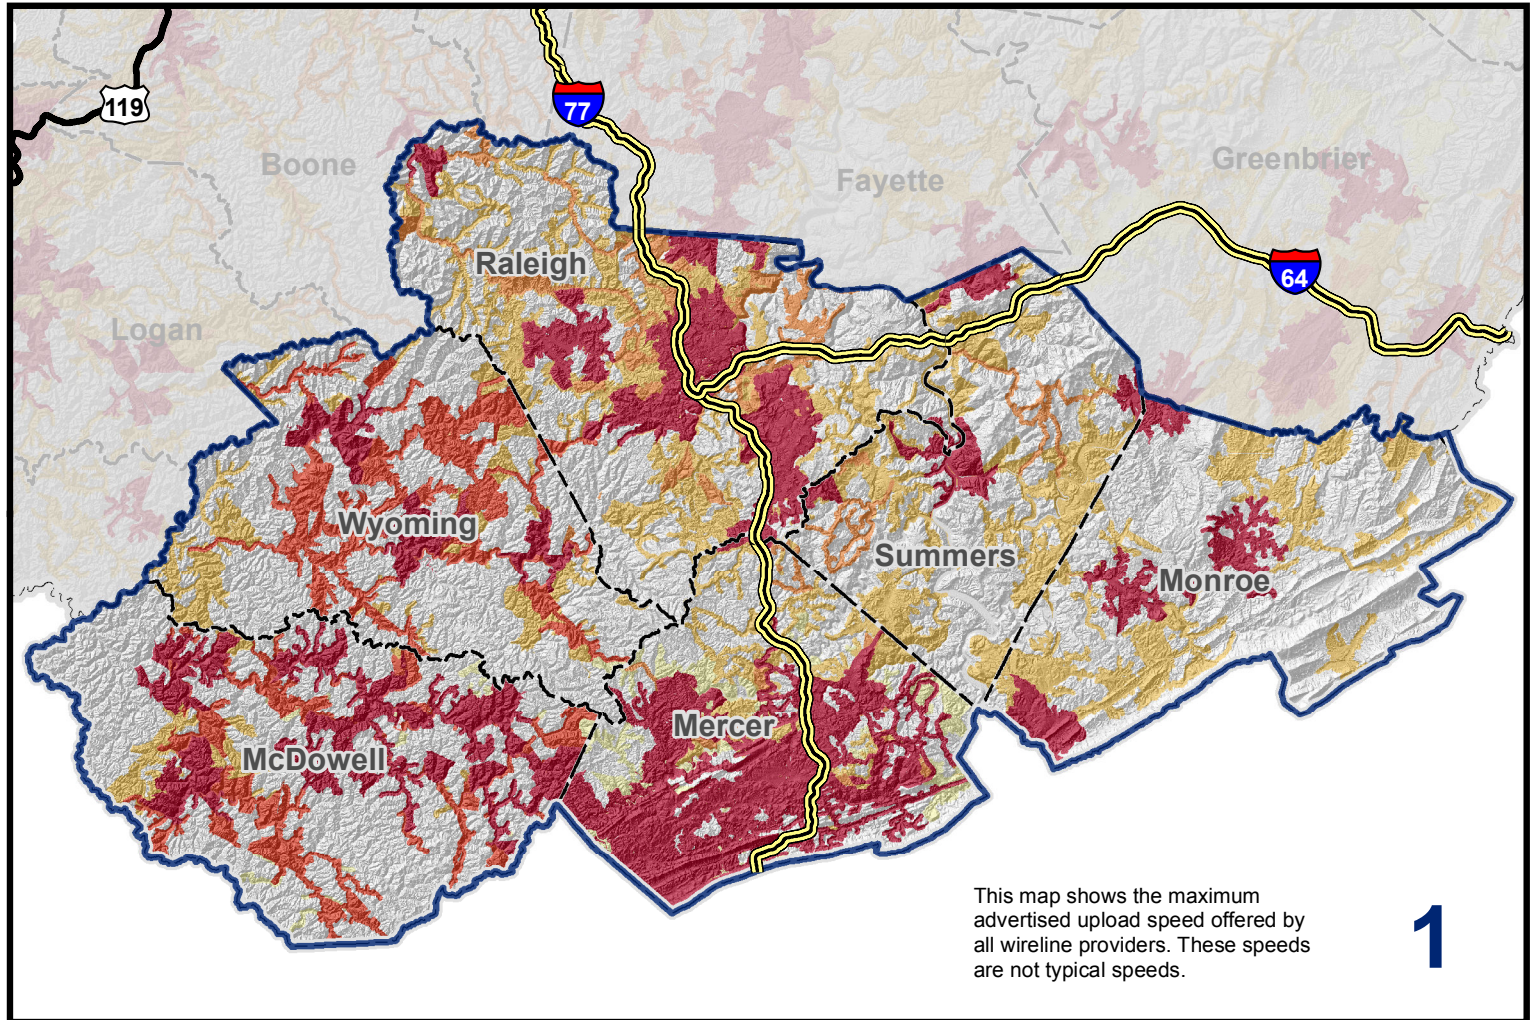 119
77
Boone
Fayette
Greenbrier
Raleigh
64
Logan
Wyoming
Summers
Monroe
Mercer
McDowell
This map shows the maximum
advertised upload speed offered by
all wireline providers. These speeds
are not typical speeds.
1